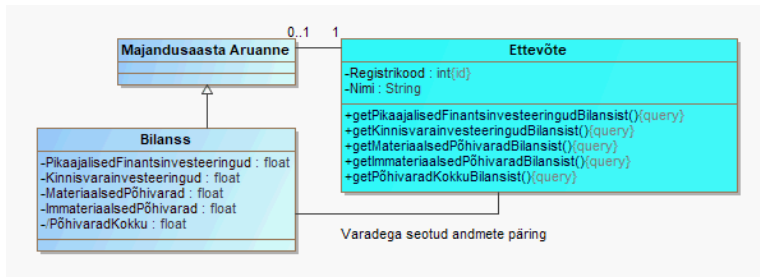 0..1 1
Majandusaasta Aruanne
Ettevõte
-Registrikood : int{id}
-Nimi : String
+getPikaajalisedFinantsinvesteeringudBilansist(){query}
+getKinnisvarainvesteeringudBilansist(){query}
+getMateriaalsedPõhivaradBilansist(){query}
+getImmateriaalsedPõhivaradBilansist(){query}
+getPõhivaradKokkuBilansist(){query}
Bilanss
-PikaajalisedFinantsinvesteeringud : float
-Kinnisvarainvesteeringud : float
-MateriaalsedPõhivarad : float
-ImmateriaalsedPõhivarad : float
-/PõhivaradKokku : float
Varadega seotud andmete päring